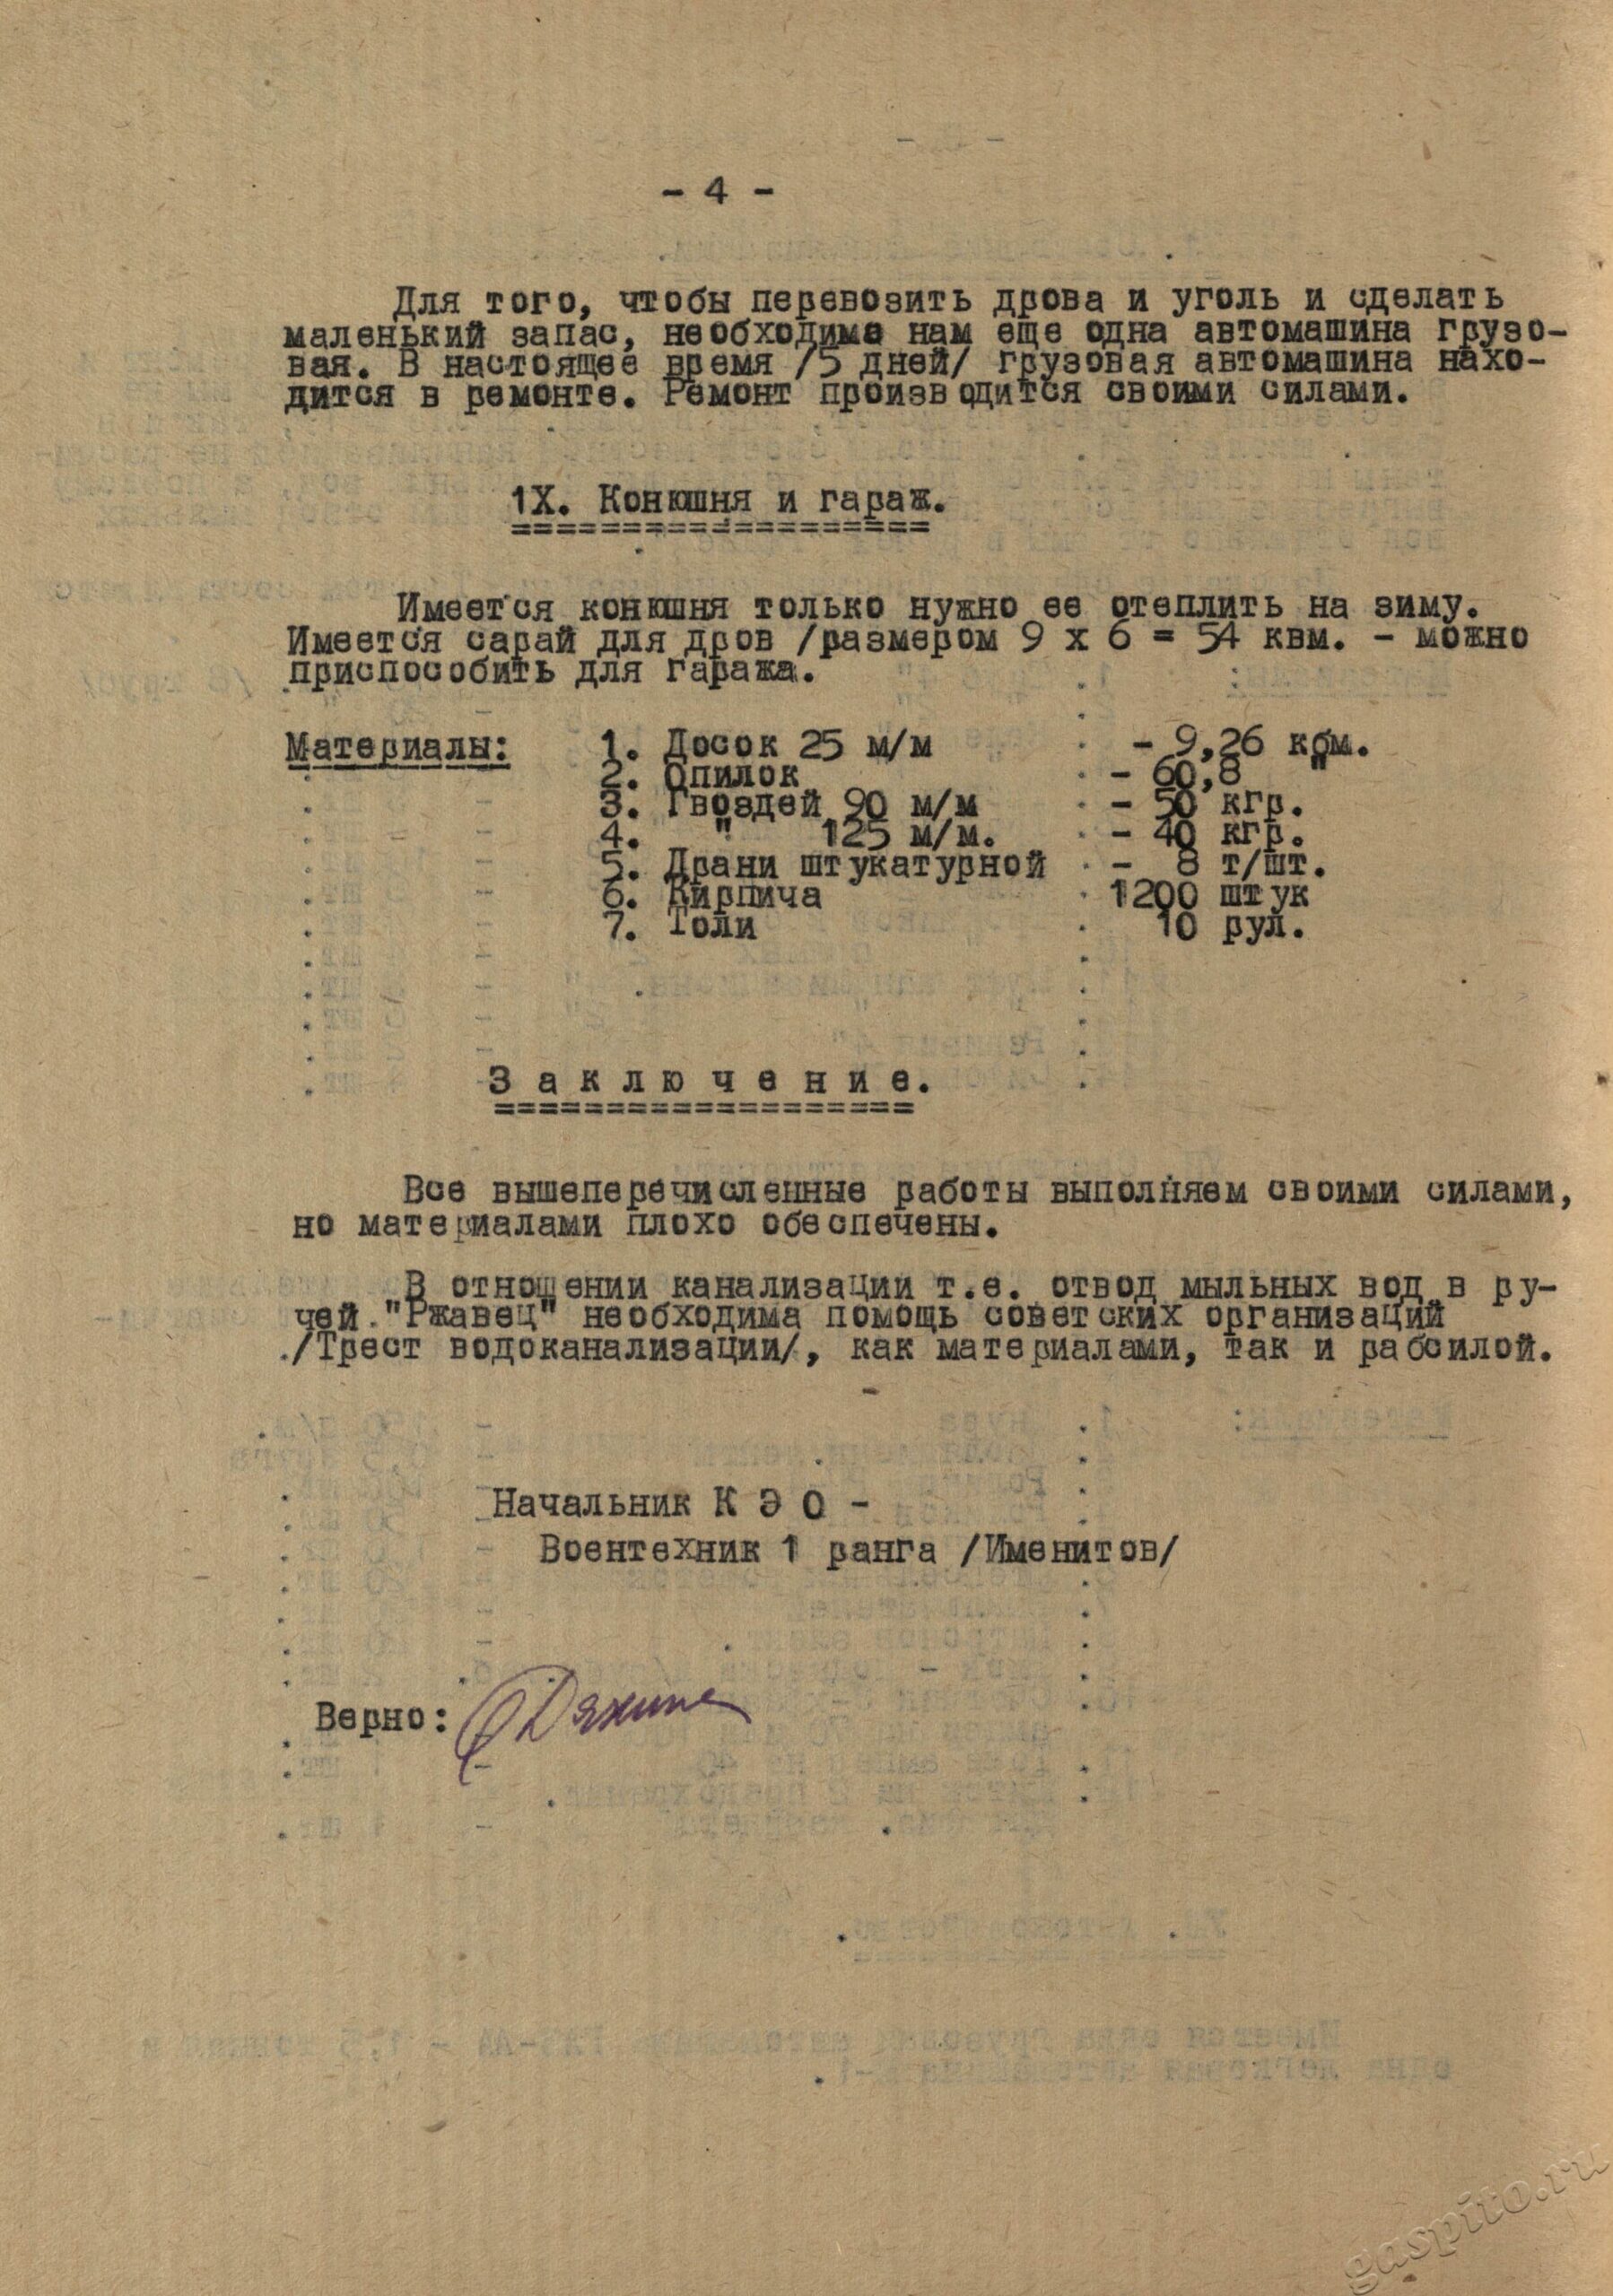 - 4 -
Для того, чтобы перевозить дрова и уголь и сделать
маленький запас, необходима нам еще одна автомашина грузо-
вая. В настоящее время /5 дней/ грузовая автомашина нахо-
дится в ремонте. Ремонт производится своими силами.
1Х. Конюшня и гараж.
===================
Имеется конюшня только нужно ее отеплить на зиму.
Имеется сарай для дров /размером 9 х 6 = 54 квм. - можно
приспособить для гаража.
Материалы: 1. Досок 25 м/м - 9,26 кбм.
2. Опилок - 60,8 "
3. Гвоздей 90 м/м - 50 кгр.
4. " 125 м/м. - 40 кгр.
5. Драни штукатурной - 8 т/шт.
6. Кирпича 1200 штук
7. Толи 10 рул.
З а к л ю ч е н и е.
===================
Все вышеперечисленные работы выполняем своими силами,
но материалами плохо обеспечены.
В отношении канализации т.е. отвод мыльных вод в ру-
чей "Ржавец" необходима помощь советских организаций
/Трест водоканализации/, как материалами, так и рабсилой.
Начальник К Э О -
Воентехник 1 ранга /Именитов/
Верно:
gaspito.ru